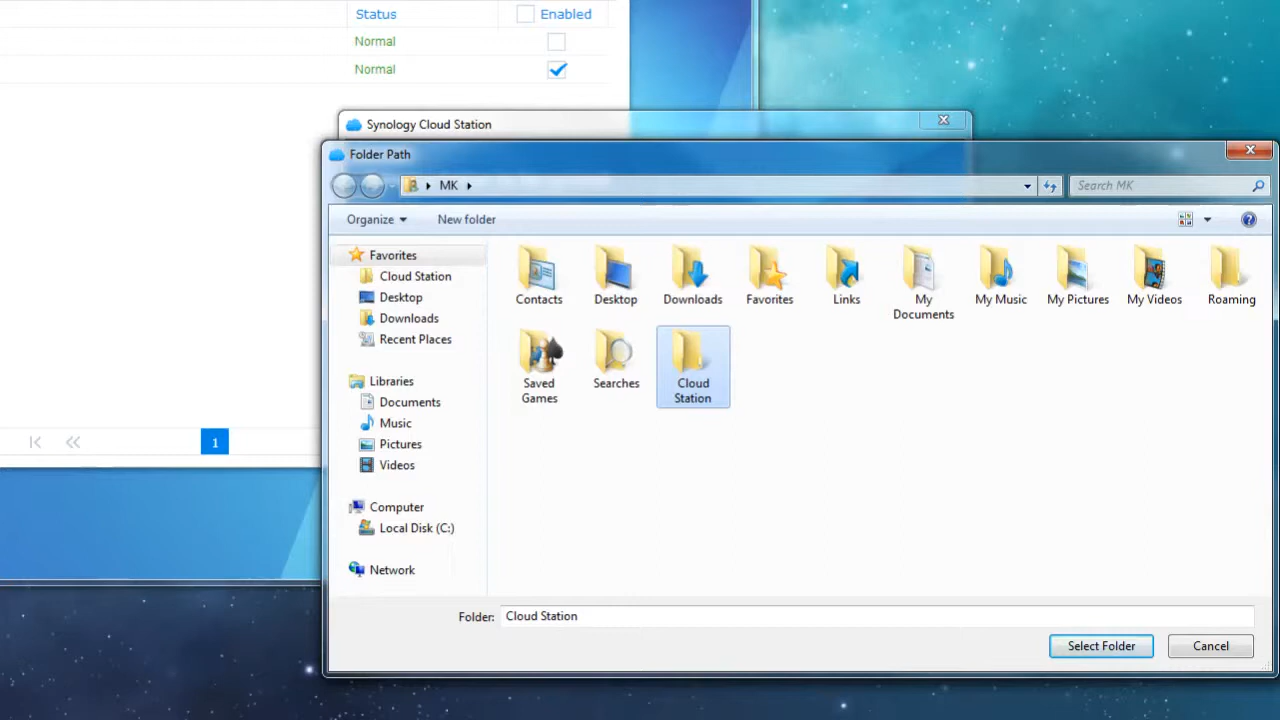 Status Enabled
Normal
Normal
Synology Cloud Station
Folder Path
MK
Search MK
Organize New folder
Favorites
Cloud Station
Desktop
Downloads
Recent Places
Libraries
Documents
Music
Pictures
Videos
Computer
Local Disk (C:)
Network
Contacts Desktop Downloads Favorites Links My Documents My Music My Pictures My Videos Roaming
Saved Games Searches Cloud Station
1
Folder: Cloud Station
Select Folder Cancel